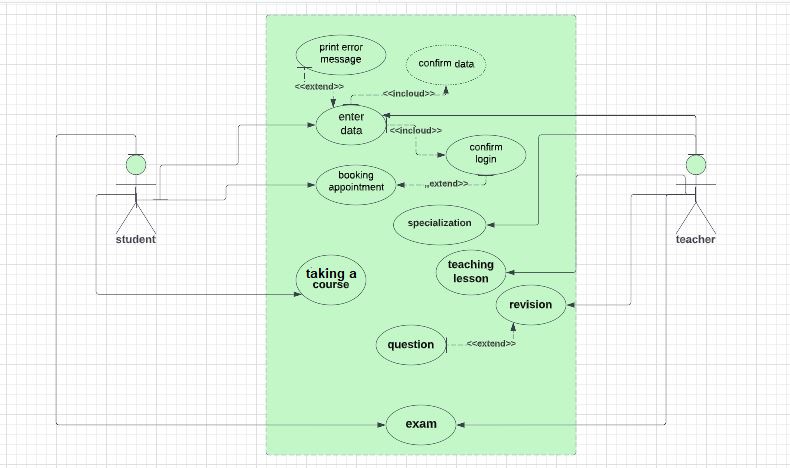 print error
message
confirm data
<<extend>>
<<incloud>>
enter
data
<<incloud>>
confirm
login
booking
appointment
,,extend>>
specialization
student
teacher
teaching
lesson
taking a
course
revision
question
<<extend>>
exam